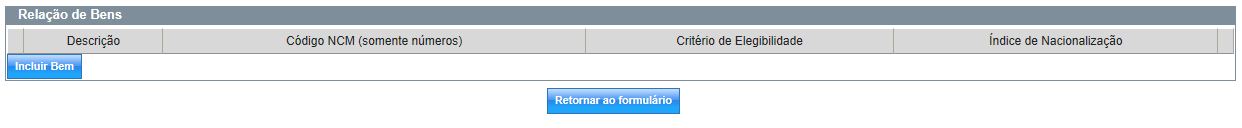 Relação de Bens
Descrição Código NCM (somente números) Critério de Elegibilidade Índice de Nacionalização
Incluir Bem
Retornar ao formulário